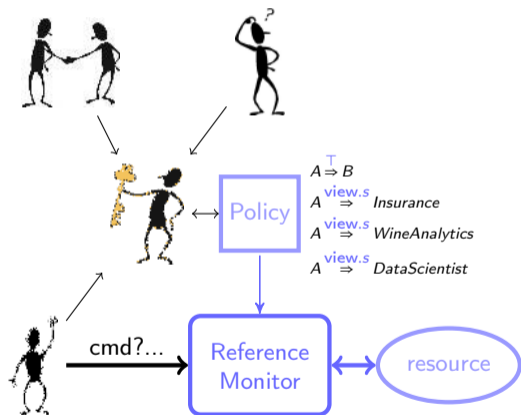 ?
A ⊤⇒ B
A view.s⇒ Insurance
Policy
A view.s⇒ WineAnalytics
A view.s⇒ DataScientist
cmd?...
Reference
Monitor
resource